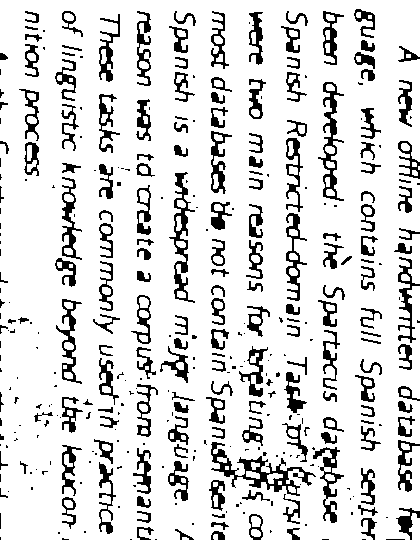 A new offline handwritten database for
guage, which contains full Spanish senten
been developed: the Spartacus database
Spanish Restricted-domain Task of Cursiv
were two main reasons for creating this co
most databases do not contain Spanish sente
Spanish is a widespread major language. A
reason was to create a corpus from semanti
These tasks are commonly used in practice
of linguistic knowledge beyond the lexicon
nition process.